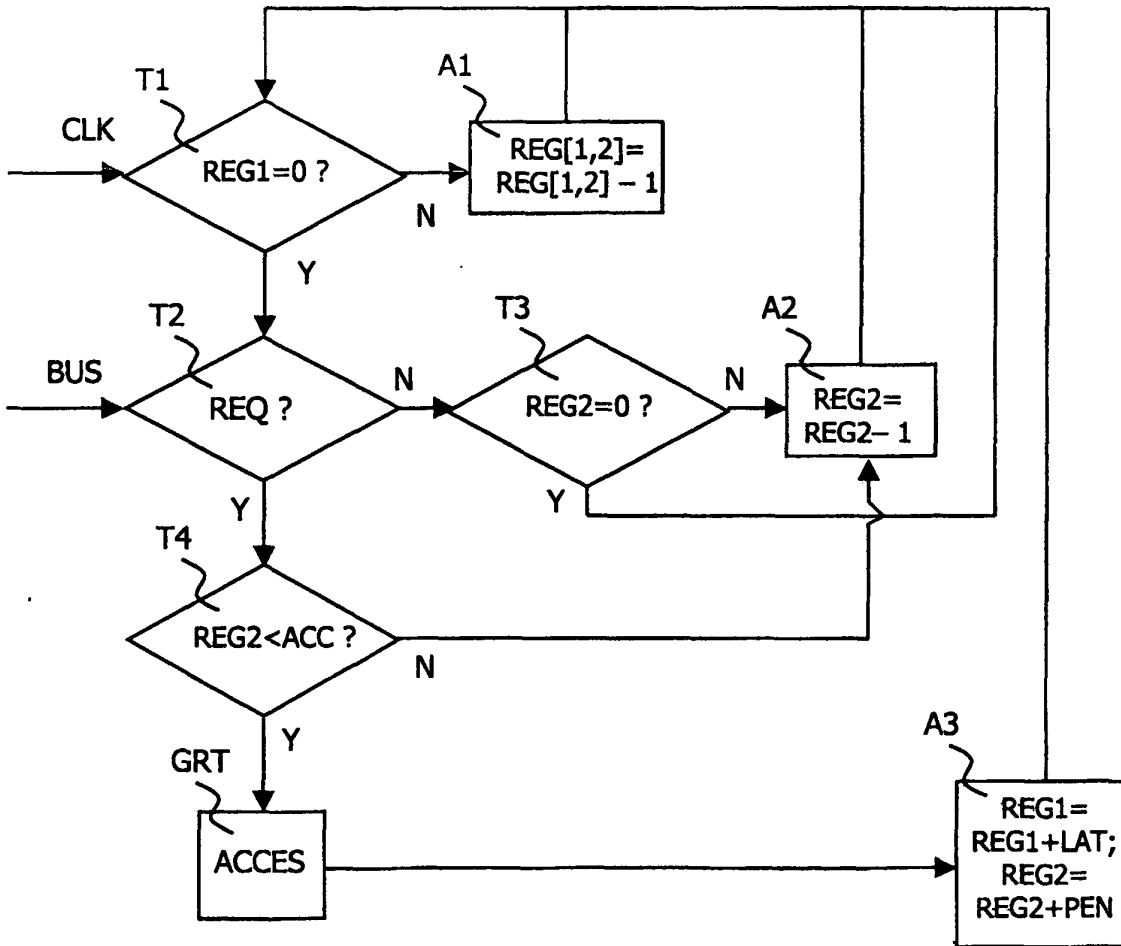 T1
A1
CLK
REG1=0 ?
REG[1,2]=
REG[1,2] – 1
N
Y
T2
T3
A2
BUS
REQ ?
N
REG2=0 ?
N
REG2=
REG2– 1
Y
Y
T4
REG2<ACC ?
N
Y
GRT
ACCES
A3
REG1=
REG1+LAT;
REG2=
REG2+PEN